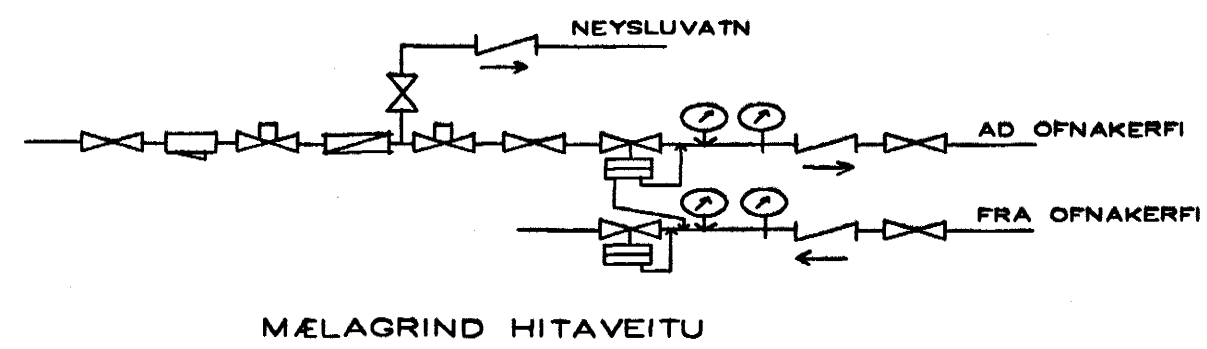 NEYSLUVATN
AD OFNAKERFI
FRA OFNAKERFI
MÆLAGRIND HITAVEITU